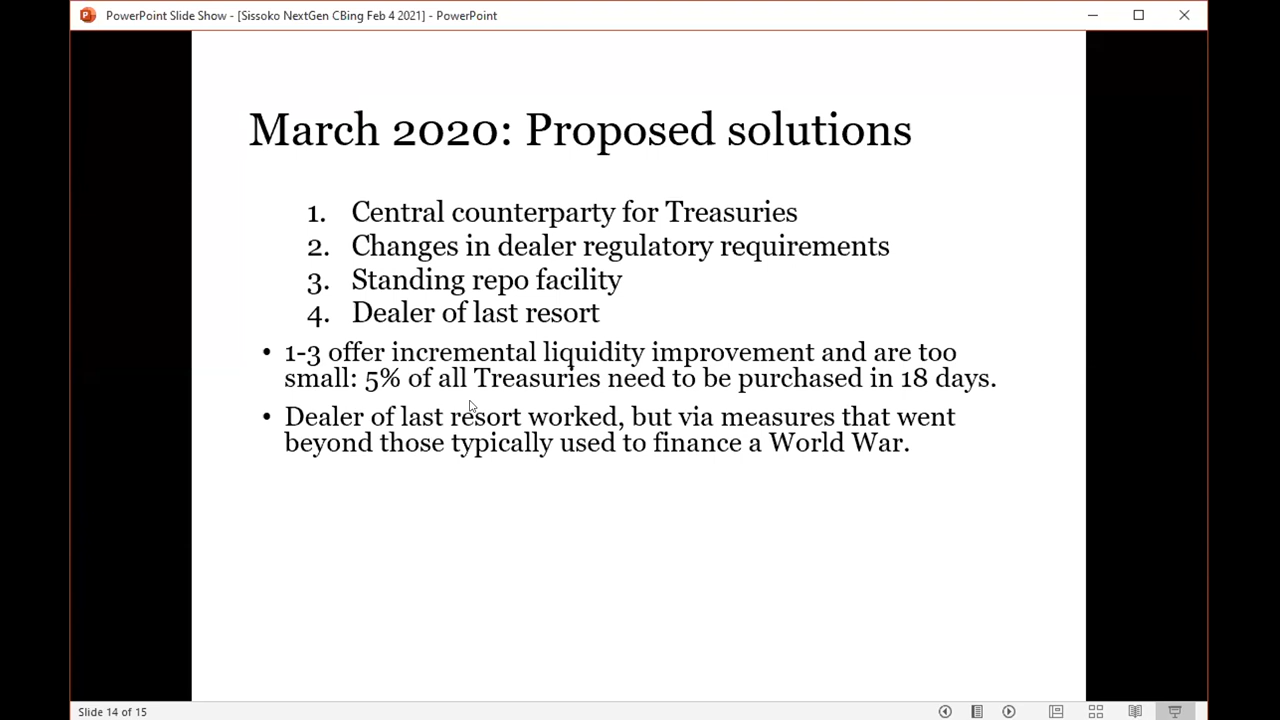 PowerPoint Slide Show - [Sissoko NextGen CBing Feb 4 2021] - PowerPoint
March 2020: Proposed solutions
1. Central counterparty for Treasuries
2. Changes in dealer regulatory requirements
3. Standing repo facility
4. Dealer of last resort
• 1-3 offer incremental liquidity improvement and are too
small: 5% of all Treasuries need to be purchased in 18 days.
• Dealer of last resort worked, but via measures that went
beyond those typically used to finance a World War.
Slide 14 of 15